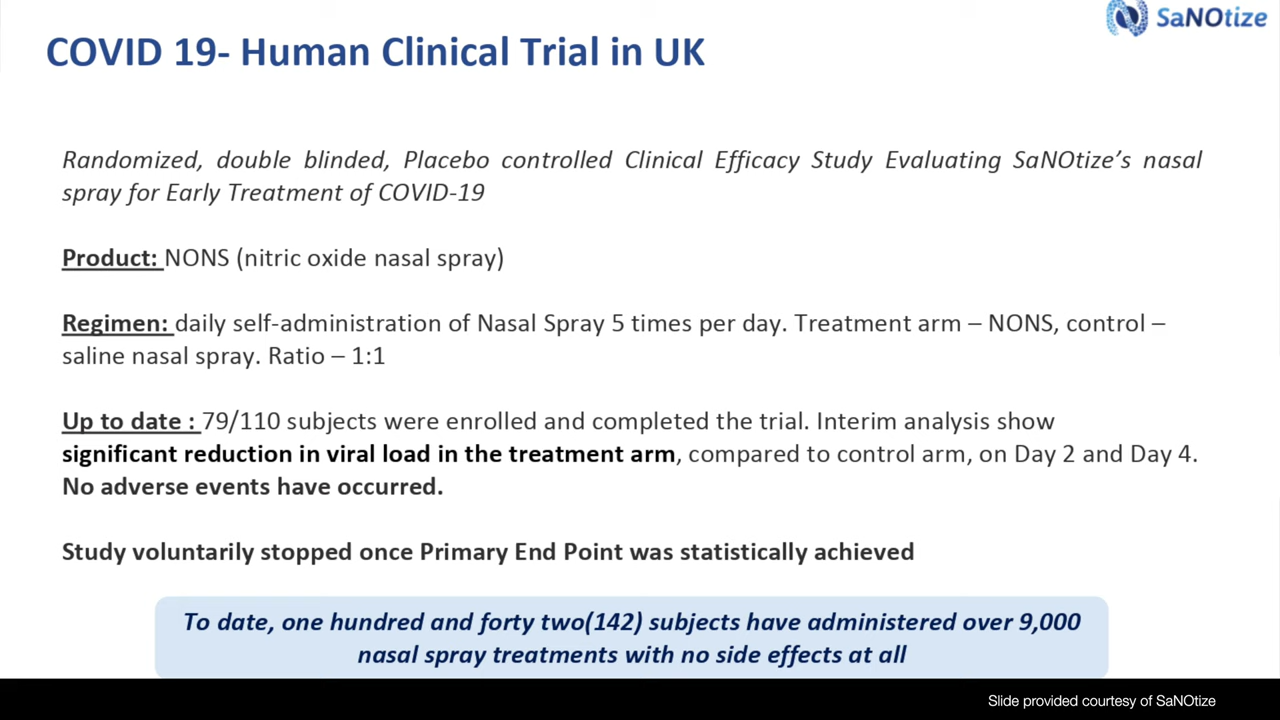 SaNOtize
COVID 19- Human Clinical Trial in UK
Randomized, double blinded, Placebo controlled Clinical Efficacy Study Evaluating SaNOtize’s nasal
spray for Early Treatment of COVID-19
Product: NONS (nitric oxide nasal spray)
Regimen: daily self-administration of Nasal Spray 5 times per day. Treatment arm – NONS, control –
saline nasal spray. Ratio – 1:1
Up to date : 79/110 subjects were enrolled and completed the trial. Interim analysis show
significant reduction in viral load in the treatment arm, compared to control arm, on Day 2 and Day 4.
No adverse events have occurred.
Study voluntarily stopped once Primary End Point was statistically achieved
To date, one hundred and forty two(142) subjects have administered over 9,000
nasal spray treatments with no side effects at all
Slide provided courtesy of SaNOtize